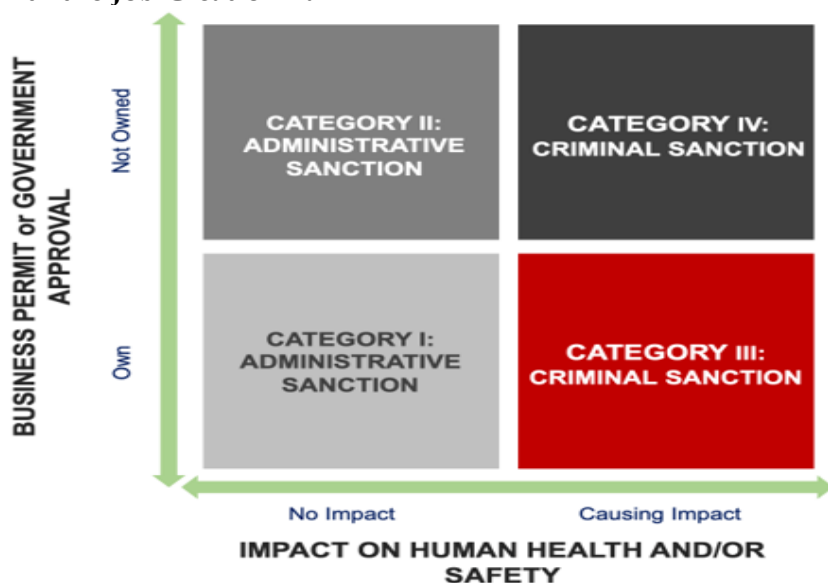 BUSINESS PERMIT or GOVERNMENT
APPROVAL
Not Owned
Own
CATEGORY II:
ADMINISTRATIVE
SANCTION
CATEGORY IV:
CRIMINAL SANCTION
CATEGORY I:
ADMINISTRATIVE
SANCTION
CATEGORY III:
CRIMINAL SANCTION
No Impact
Causing Impact
IMPACT ON HUMAN HEALTH AND/OR
SAFETY